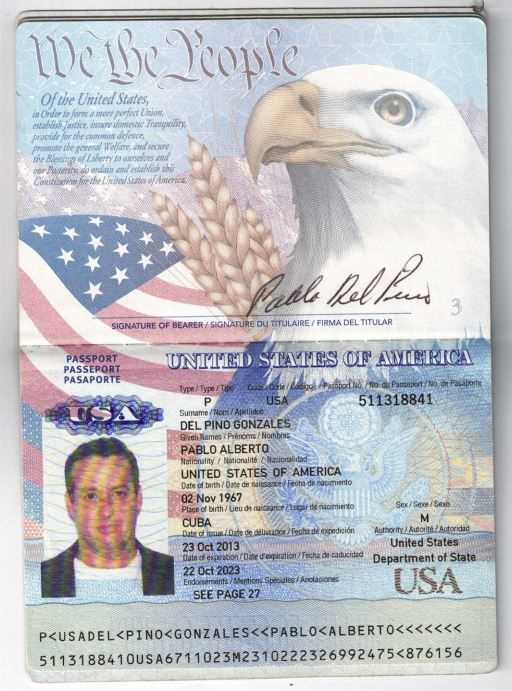 We the People
Of the United States,
in Order to form a more perfect Union,
establish Justice, insure domestic Tranquility,
provide for the common defence,
promote the general Welfare, and secure
the Blessings of Liberty to ourselves and
our Posterity, do ordain and establish this
Constitution for the United States of America.
Pablo Del Pino
3
SIGNATURE OF BEARER / SIGNATURE DU TITULAIRE / FIRMA DEL TITULAR
PASSPORT
PASSEPORT
PASAPORTE
UNITED STATES OF AMERICA
USA
Type / Type / Tipo Code / Code / Codigo Passport No. / No. du Passeport / No. de Pasaporte
P USA 511318841
Surname / Nom / Apellidos
DEL PINO GONZALES
Given Names / Prénoms / Nombres
PABLO ALBERTO
Nationality / Nationalité / Nacionalidad
UNITED STATES OF AMERICA
Date of birth / Date de naissance / Fecha de nacimiento
02 Nov 1967
Place of birth / Lieu de naissance / Lugar de nacimiento Sex / Sexe / Sexo
CUBA M
Date of issue / Date de délivrance / Fecha de expedición Authority / Autorité / Autoridad
23 Oct 2013 United States
Date of expiration / Date d'expiration / Fecha de caducidad Department of State
22 Oct 2023
Endorsements / Mentions Spéciales / Anotaciones USA
SEE PAGE 27
P<USADEL<PINO<GONZALES<<PABLO<ALBERTO<<<<<<<
5113188410USA6711023M2310222326992475<876156